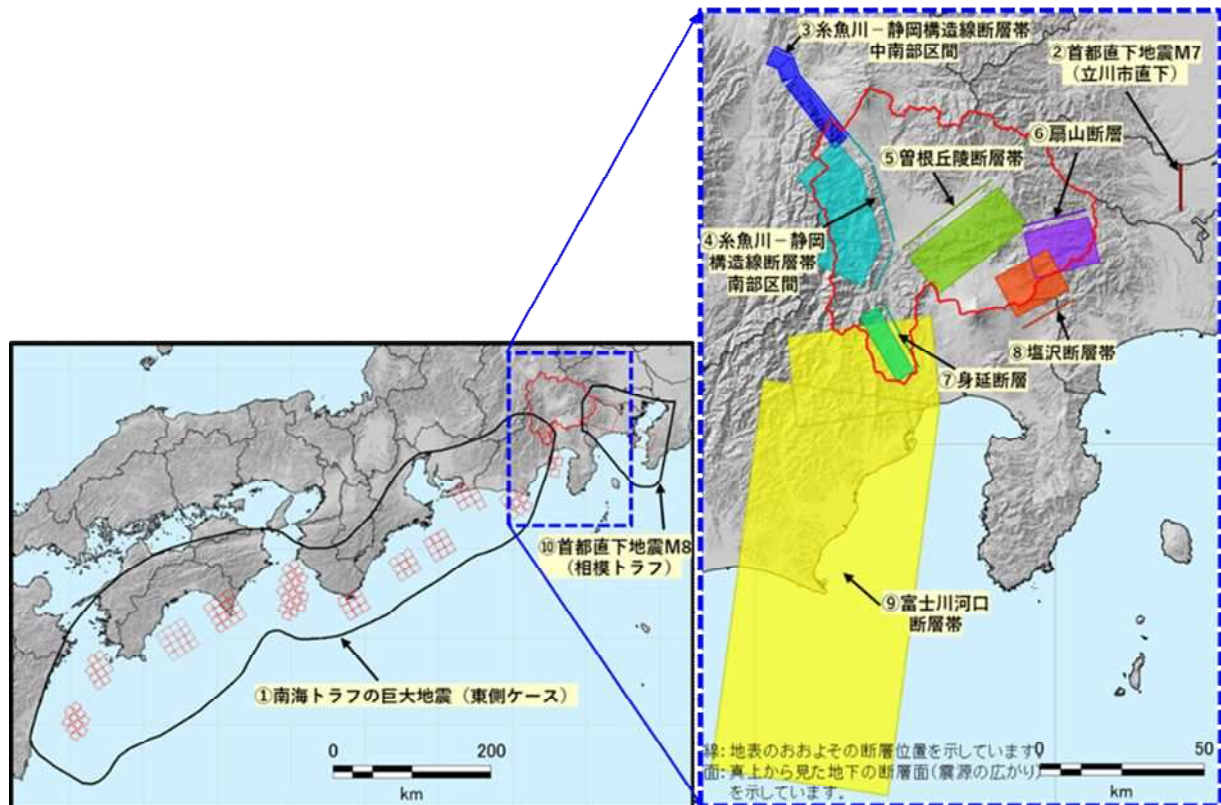 ③糸魚川－静岡構造線断層帯
中南部区間
②首都直下地震M7
(立川市直下)
⑥扇山断層
⑤曽根丘陵断層帯
④糸魚川－静岡
構造線断層帯
南部区間
⑧塩沢断層帯
⑦身延断層
⑨富士川河口
断層帯
線：地表のおおよその断層位置を示しています
面：真上から見た地下の断層面(震源の広がり)
を示しています。
0 50
km
⑩首都直下地震M8
(相模トラフ)
①南海トラフの巨大地震（東側ケース）
0 200
km